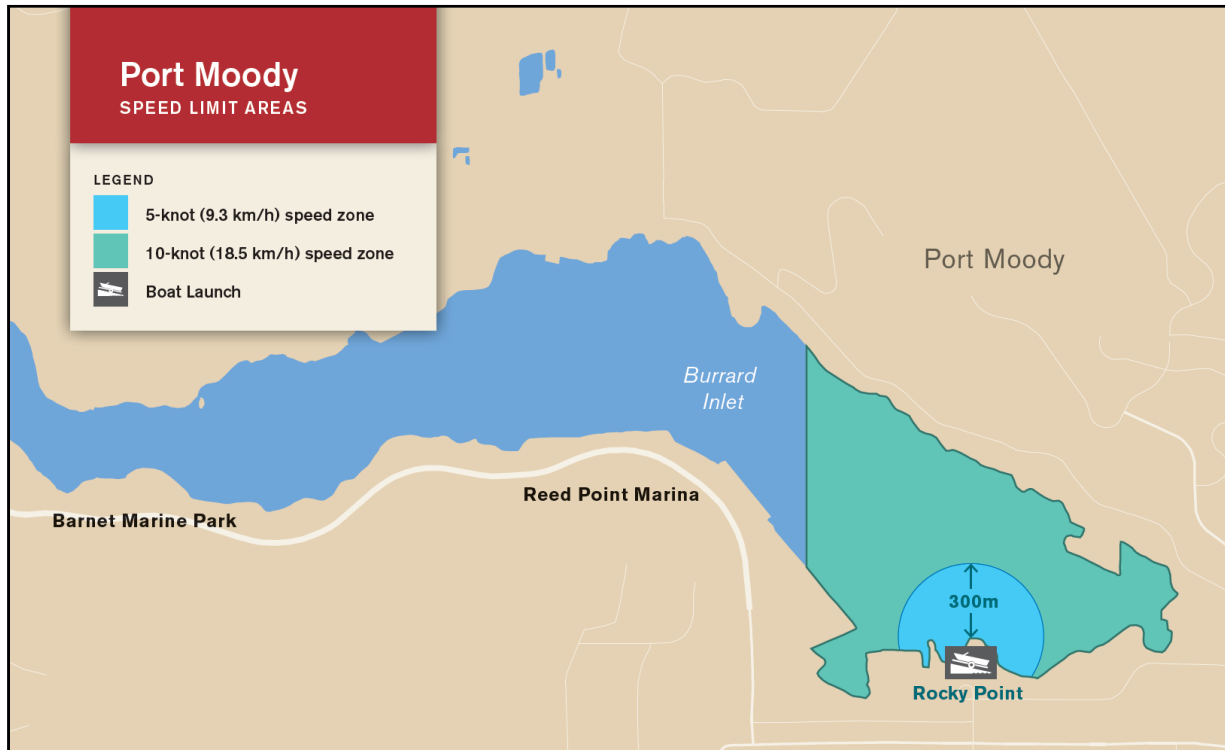 Port Moody
SPEED LIMIT AREAS
LEGEND
5-knot (9.3 km/h) speed zone
10-knot (18.5 km/h) speed zone
Boat Launch
Port Moody
Burrard
Inlet
Reed Point Marina
Barnet Marine Park
300m
Rocky Point